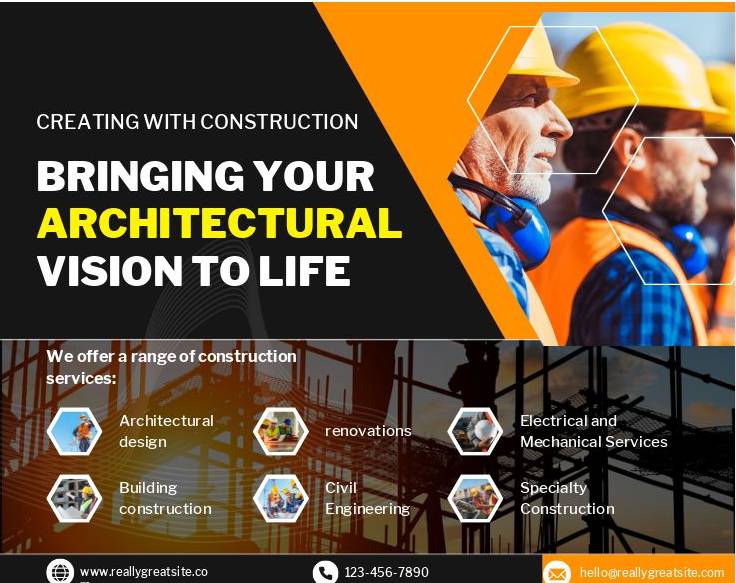 CREATING WITH CONSTRUCTION
BRINGING YOUR
ARCHITECTURAL
VISION TO LIFE
We offer a range of construction
services:
Architectural
design
renovations
Electrical and
Mechanical Services
Building
construction
Civil
Engineering
Specialty
Construction
www.reallygreatsite.co
m
123-456-7890
hello@reallygreatsite.com